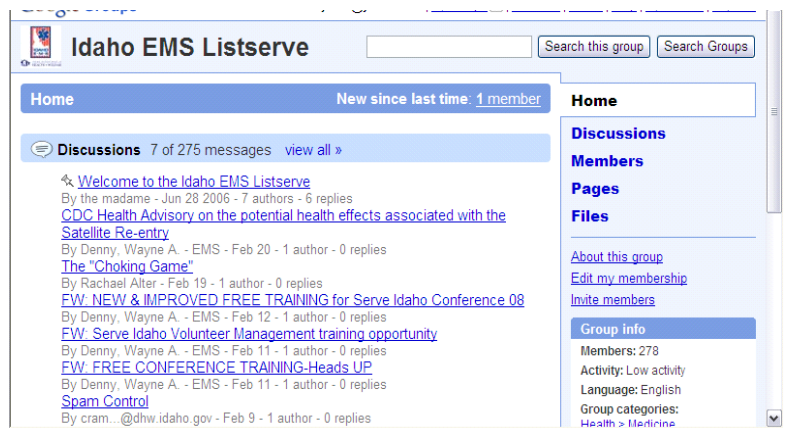 Google Groups
Idaho EMS Listserve
Search this group
Search Groups
Home
New since last time: 1 member
Discussions 7 of 275 messages view all »
Welcome to the Idaho EMS Listserve
By the madame - Jun 28 2006 - 7 authors - 6 replies
CDC Health Advisory on the potential health effects associated with the
Satellite Re-entry
By Denny, Wayne A. - EMS - Feb 20 - 1 author - 0 replies
The "Choking Game"
By Rachael Alter - Feb 19 - 1 author - 0 replies
FW: NEW & IMPROVED FREE TRAINING for Serve Idaho Conference 08
By Denny, Wayne A. - EMS - Feb 12 - 1 author - 0 replies
FW: Serve Idaho Volunteer Management training opportunity
By Denny, Wayne A. - EMS - Feb 11 - 1 author - 0 replies
FW: FREE CONFERENCE TRAINING-Heads UP
By Denny, Wayne A. - EMS - Feb 11 - 1 author - 0 replies
Spam Control
By cram...@dhw.idaho.gov - Feb 9 - 1 author - 0 replies
Home
Discussions
Members
Pages
Files
About this group
Edit my membership
Invite members
Group info
Members: 278
Activity: Low activity
Language: English
Group categories:
Health > Medicine